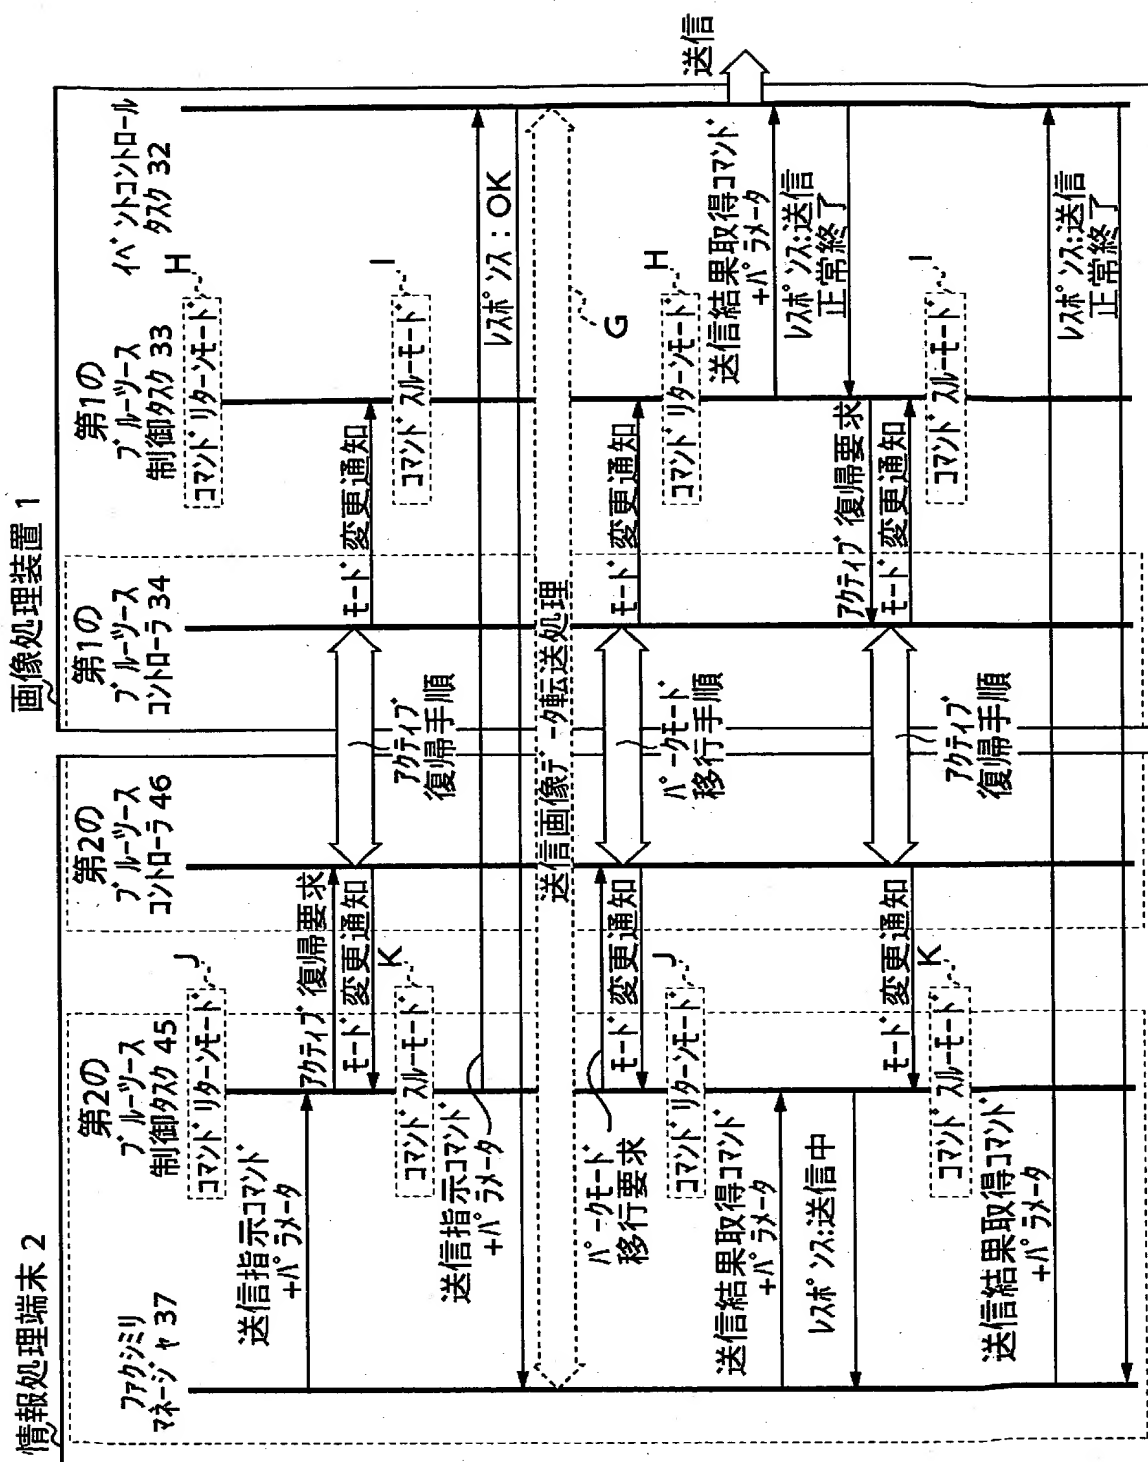 情報処理端末 2
画像処理装置 1
ファクシミリ
マネージャ 37
第2の
ブルーツース
制御タスク 45
第2の
ブルーツース
コントローラ 46
第1の
ブルーツース
コントローラ 34
第1の
ブルーツース
制御タスク 33
イベントコントロール
タスク 32
コマンドリターンモード
J
コマンドリターンモード
H
送信指示コマンド
+パラメータ
アクティブ復帰要求
モード変更通知
アクティブ
復帰手順
モード変更通知
コマンドスルーモード
K
コマンドスルーモード
I
送信指示コマンド
+パラメータ
レスポンス:OK
送信画像データ転送処理
G
パークモード
移行要求
モード変更通知
パークモード
移行手順
モード変更通知
コマンドリターンモード
J
コマンドリターンモード
H
送信
送信結果取得コマンド
+パラメータ
送信結果取得コマンド
+パラメータ
レスポンス:送信中
レスポンス:送信
正常終了
アクティブ復帰要求
モード変更通知
アクティブ
復帰手順
モード変更通知
コマンドスルーモード
K
コマンドスルーモード
I
送信結果取得コマンド
+パラメータ
レスポンス:送信
正常終了